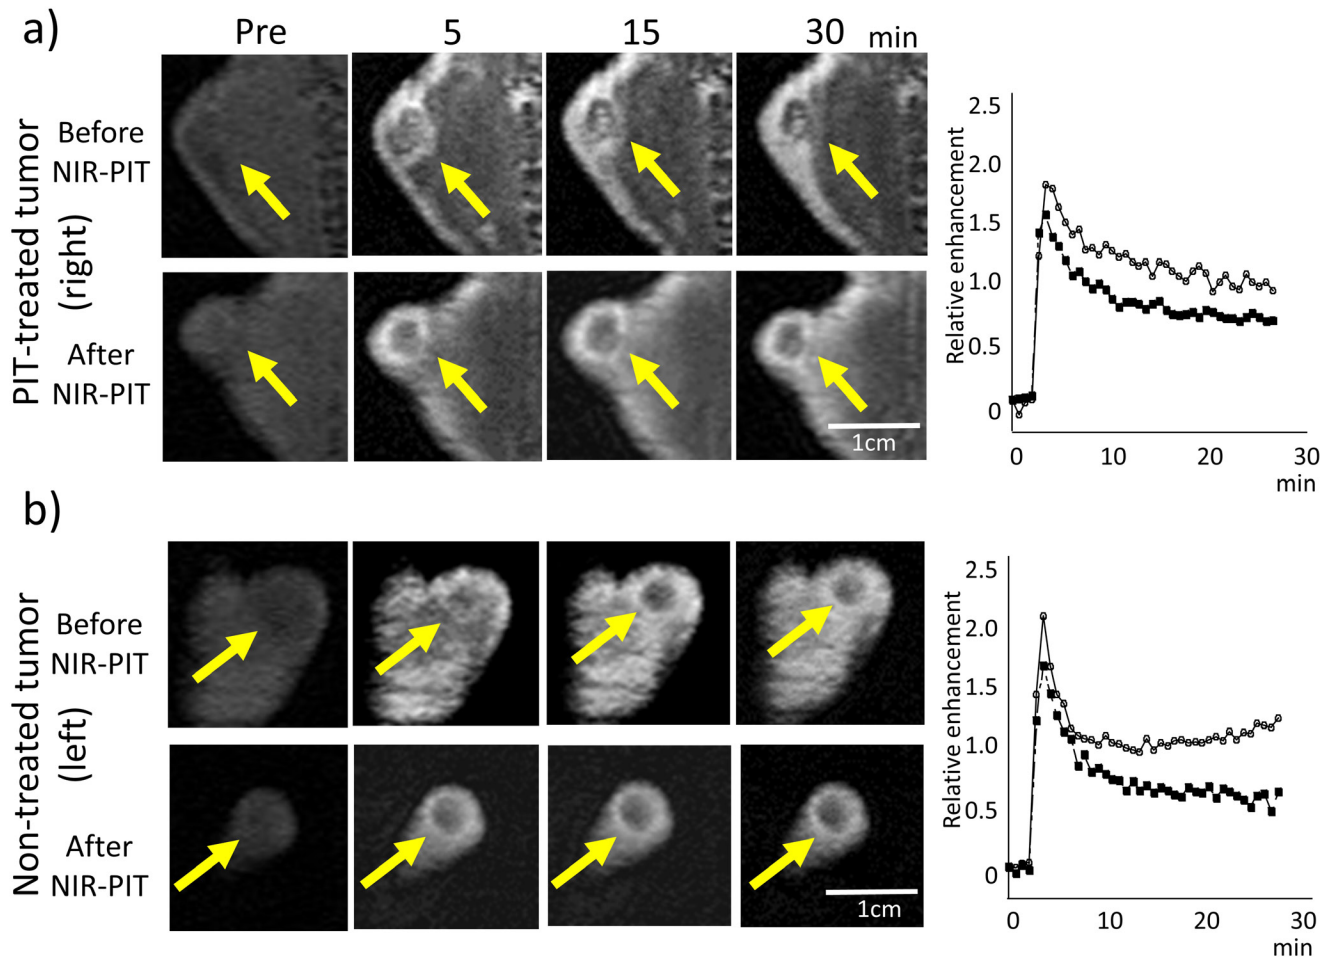 a)
Pre
5
15
30 min
PIT-treated tumor
(right)
Before
NIR-PIT
After
NIR-PIT
1cm
Relative enhancement
2.5
2.0
1.5
1.0
0.5
0
0
10
20
30
min
b)
Non-treated tumor
(left)
Before
NIR-PIT
After
NIR-PIT
1cm
Relative enhancement
2.5
2.0
1.5
1.0
0.5
0
0
10
20
30
min